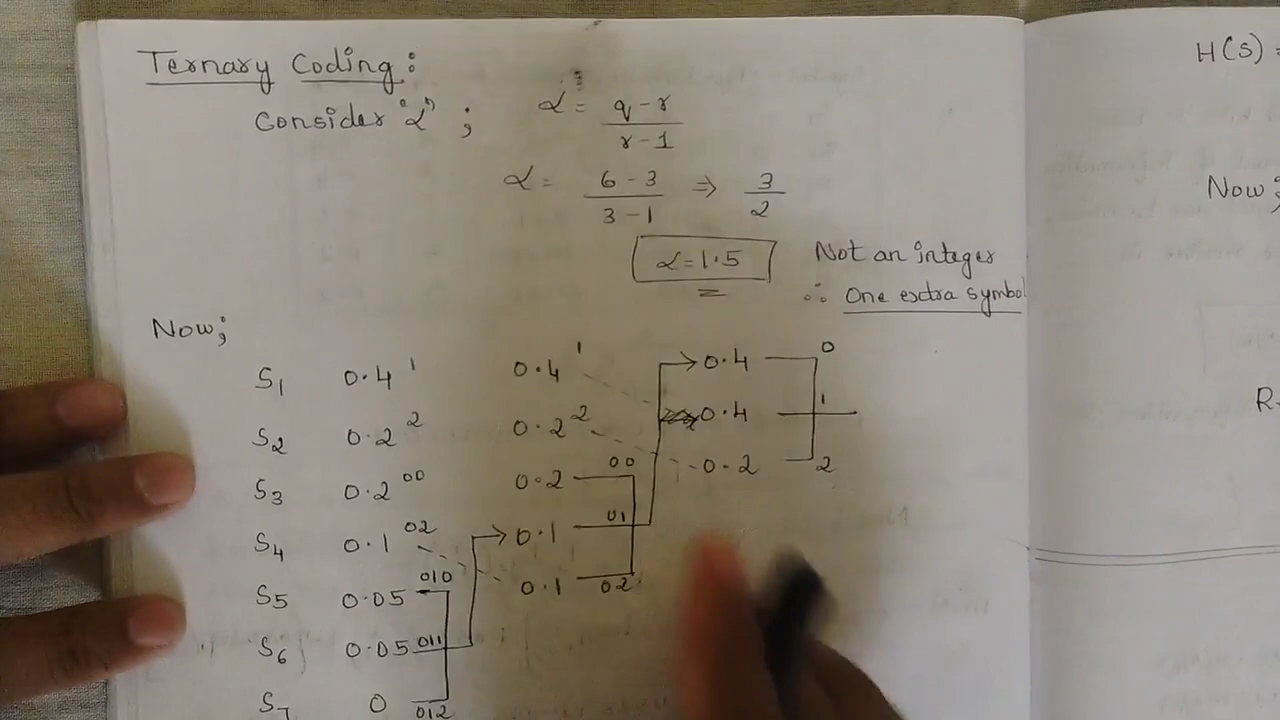 Ternary Coding:
Consider "α" ; α = q - r / r - 1
α = 6 - 3 / 3 - 1 => 3 / 2
α = 1.5 Not an integer
∴ One extra symbol
Now;
S1 0.4 1 0.4 1 0.4 0
S2 0.2 2 0.2 2 0.4 1
S3 0.2 00 0.2 00 0.2 2
S4 0.1 02 0.1 01
S5 0.05 010 0.1 02
S6 0.05 011
S7 0 012
H(S) =
Now;
R